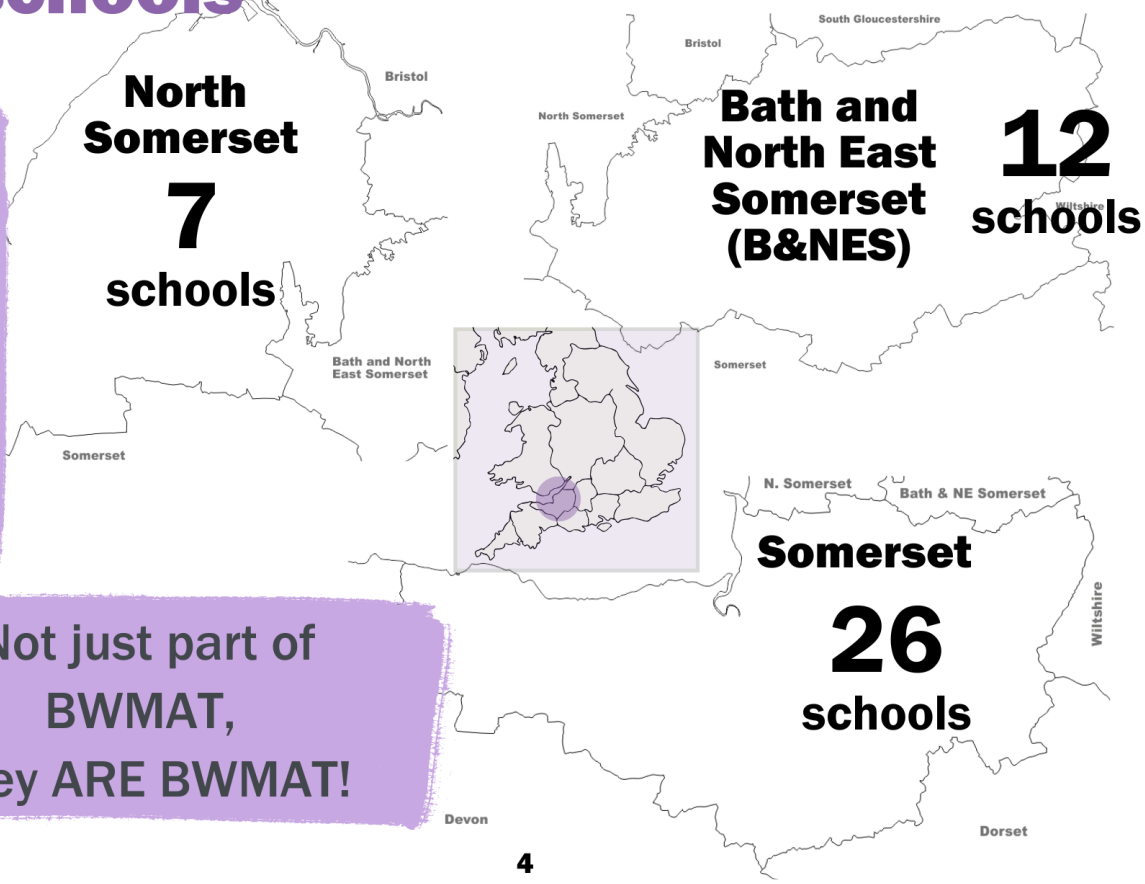 North
Somerset
7
schools
Bristol
Bath and North
East Somerset
Somerset
South Gloucestershire
Bristol
North Somerset
Bath and
North East
Somerset
(B&NES)
12
schools
Wiltshire
Somerset
N. Somerset
Bath & NE Somerset
Somerset
26
schools
Wiltshire
Devon
Dorset
Not just part of
BWMAT,
ey ARE BWMAT!
4